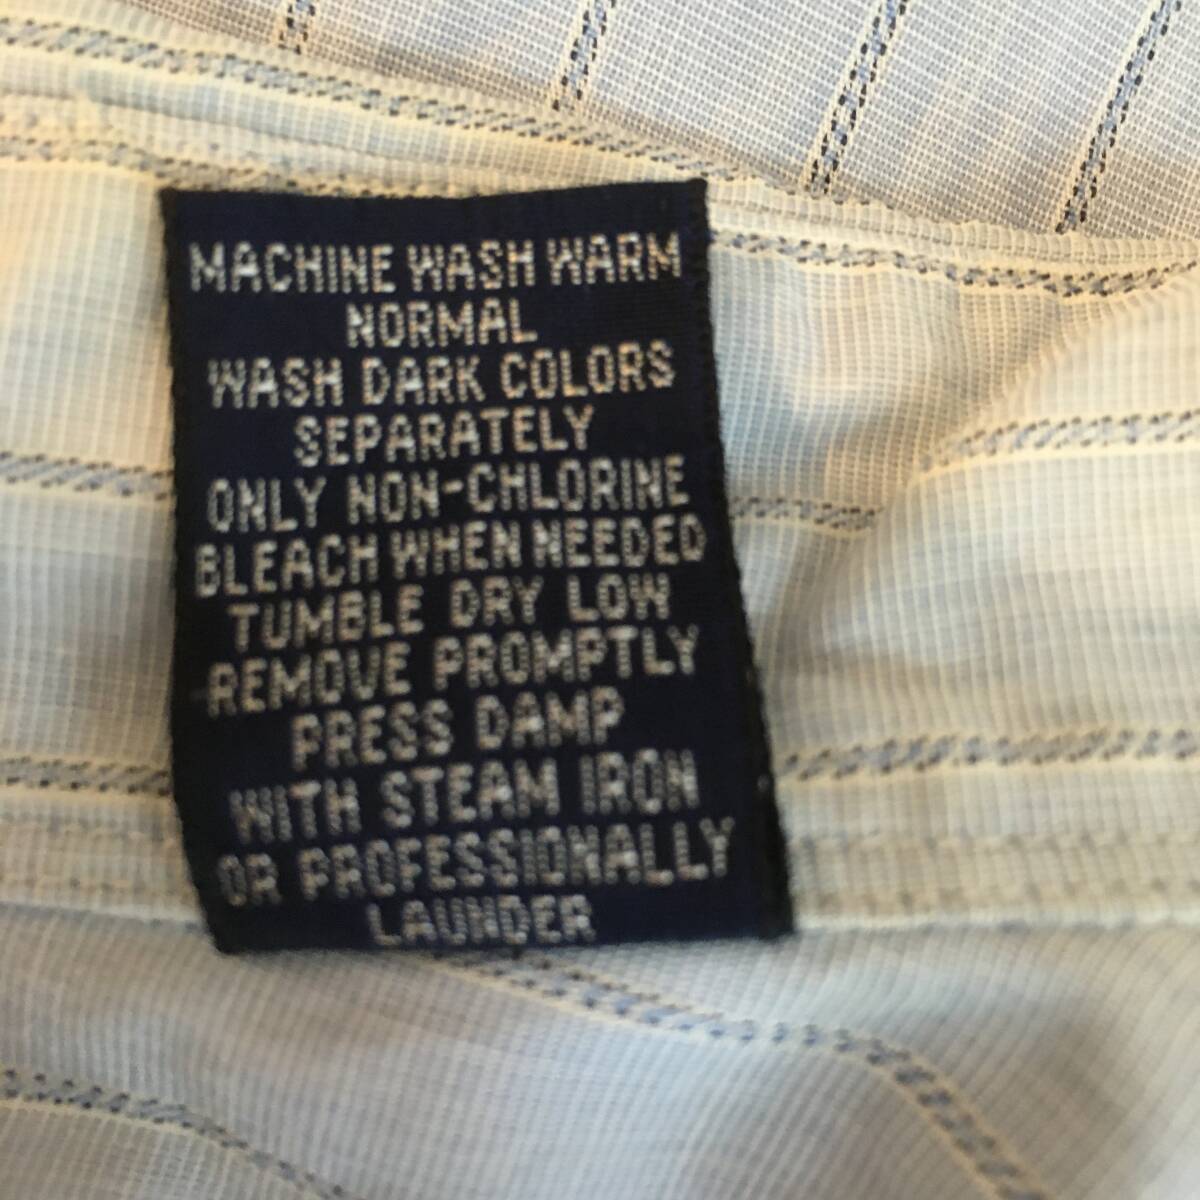 MACHINE WASH WARM
NORMAL
WASH DARK COLORS
SEPARATELY
ONLY NON-CHLORINE
BLEACH WHEN NEEDED
TUMBLE DRY LOW
REMOVE PROMPTLY
PRESS DAMP
WITH STEAM IRON
OR PROFESSIONALLY
LAUNDER